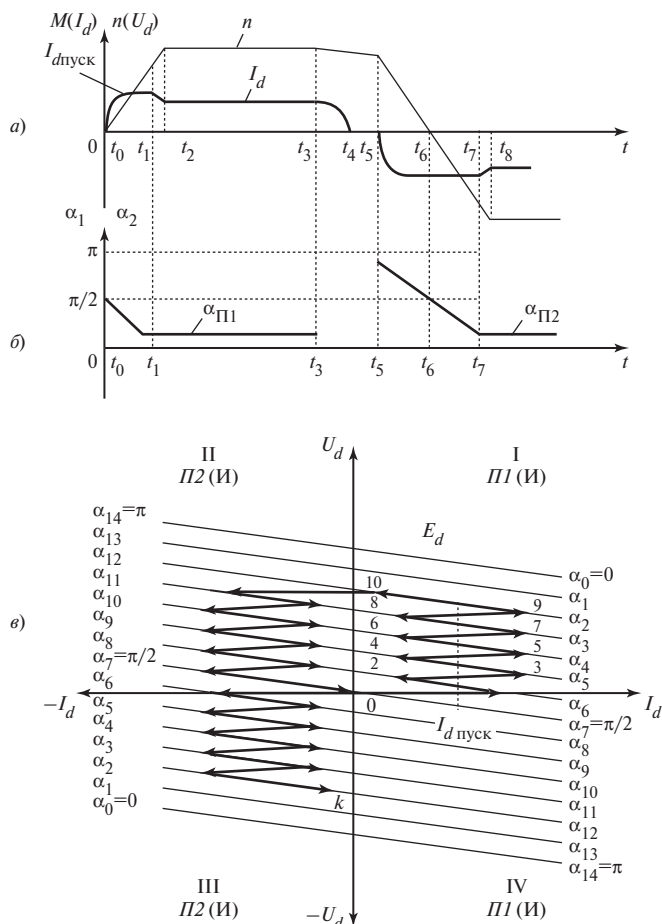 M(I_d) n(U_d)
I_dпуск
n
I_d
а)
0 t_0 t_1 t_2 t_3 t_4 t_5 t_6 t_7 t_8 t
α_1 α_2
π
π/2
α_П1
α_П2
б)
0 t_0 t_1 t_3 t_5 t_6 t_7 t
II
П2 (И)
U_d
I
П1 (И)
E_d
α_14=π
α_13
α_12
α_11
α_10
α_9
α_8
α_7=π/2
α_6
α_5
α_4
α_3
α_2
α_1
α_0=0
в)
10
8
6
4
2
0
9
7
5
3
α_0=0
α_1
α_2
α_3
α_4
α_5
α_6
α_7=π/2
α_8
α_9
α_10
α_11
α_12
α_13
α_14=π
−I_d
I_d
I_d пуск
k
III
П2 (И)
IV
П1 (И)
−U_d